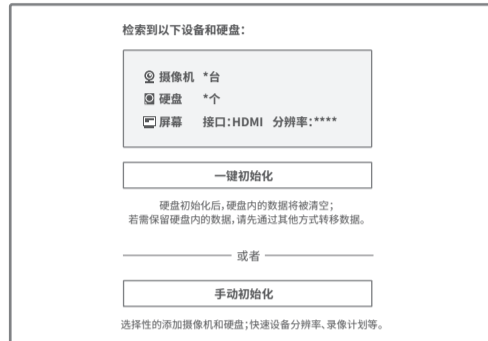 检索到以下设备和硬盘：
摄像机 *台
硬盘 *个
屏幕 接口：HDMI 分辨率：****
一键初始化
硬盘初始化后，硬盘内的数据将被清空；
若需保留硬盘内的数据，请先通过其他方式转移数据。
或者
手动初始化
选择性的添加摄像机和硬盘；快速设备分辨率、录像计划等。